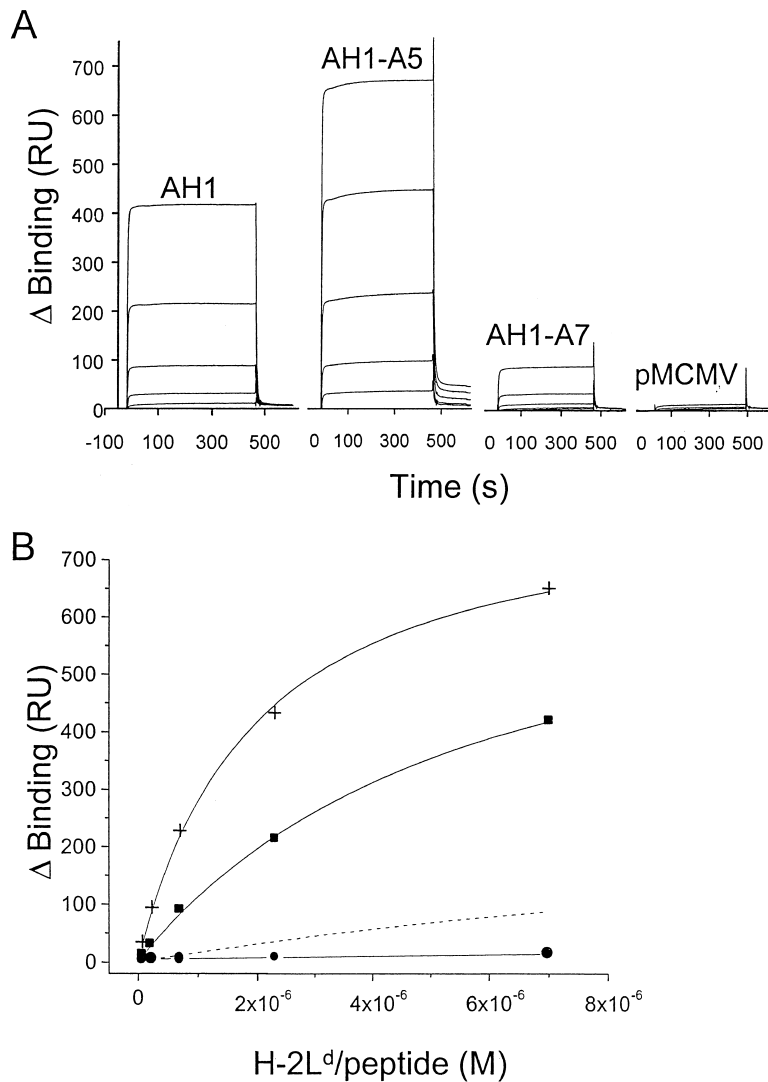 A
700
600
500
400
300
200
100
0
Δ Binding (RU)
AH1
AH1-A5
AH1-A7
pMCMV
-100 100 300 500
0 100 300 500
0 100 300 500
0 100 300 500
Time (s)
B
700
600
500
400
300
200
100
0
Δ Binding (RU)
0 2x10⁻⁶ 4x10⁻⁶ 6x10⁻⁶ 8x10⁻⁶
H-2Lᵈ/peptide (M)